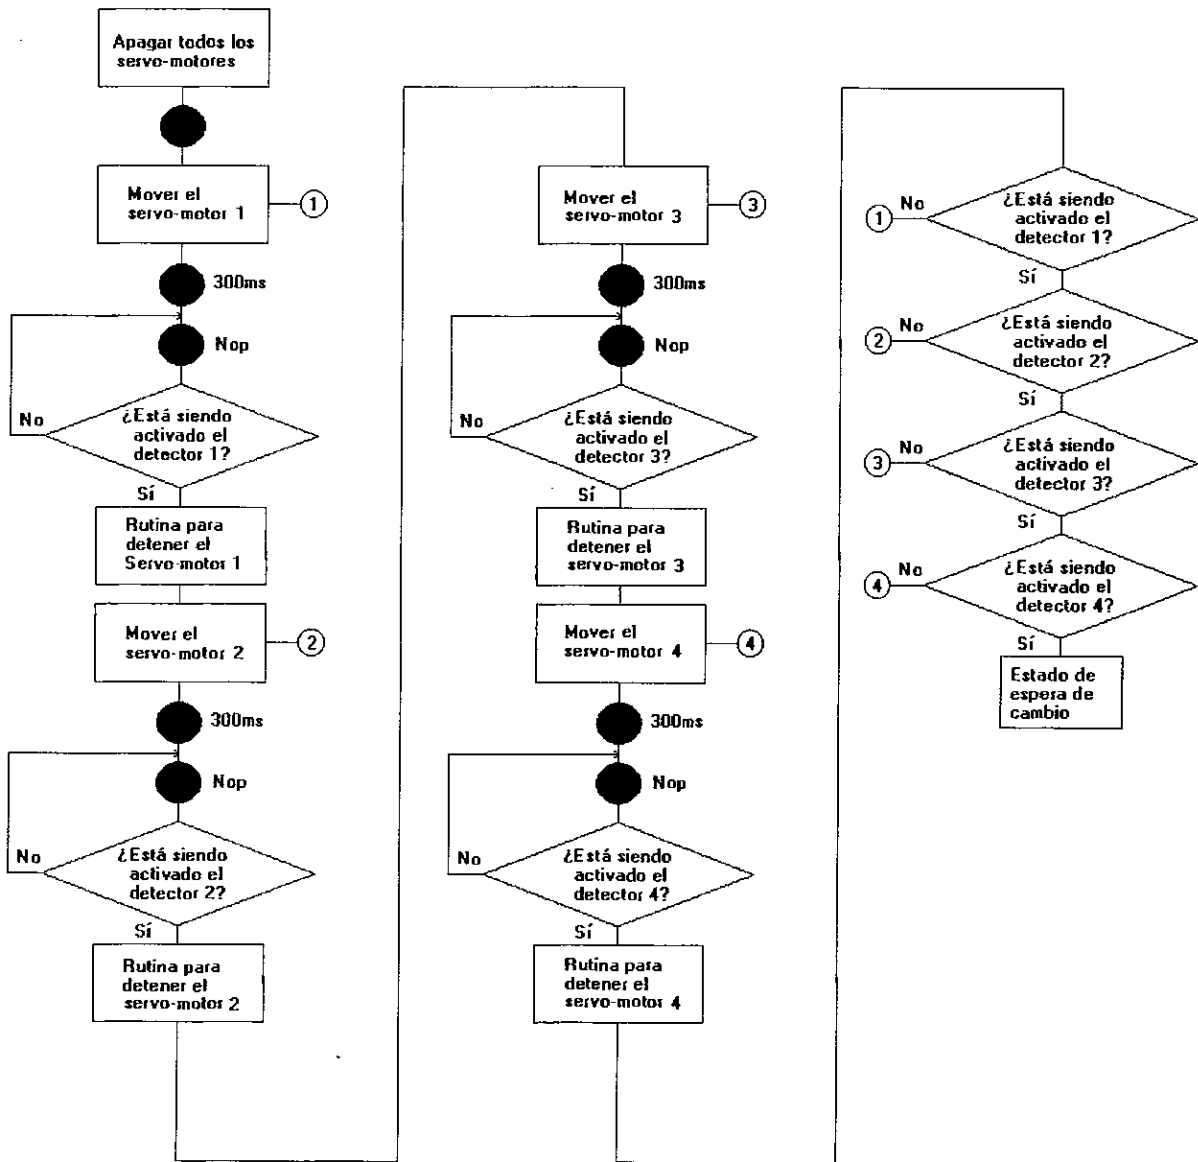 Apagar todos los
servo-motores
Mover el
servo-motor 1
1
300ms
Nop
No
¿Está siendo
activado el
detector 1?
Sí
Rutina para
detener el
Servo-motor 1
Mover el
servo-motor 2
2
300ms
Nop
No
¿Está siendo
activado el
detector 2?
Sí
Rutina para
detener el
servo-motor 2
Mover el
servo-motor 3
3
300ms
Nop
No
¿Está siendo
activado el
detector 3?
Sí
Rutina para
detener el
servo-motor 3
Mover el
servo-motor 4
4
300ms
Nop
No
¿Está siendo
activado el
detector 4?
Sí
Rutina para
detener el
servo-motor 4
1
No
¿Está siendo
activado el
detector 1?
Sí
2
No
¿Está siendo
activado el
detector 2?
Sí
3
No
¿Está siendo
activado el
detector 3?
Sí
4
No
¿Está siendo
activado el
detector 4?
Sí
Estado de
espera de
cambio